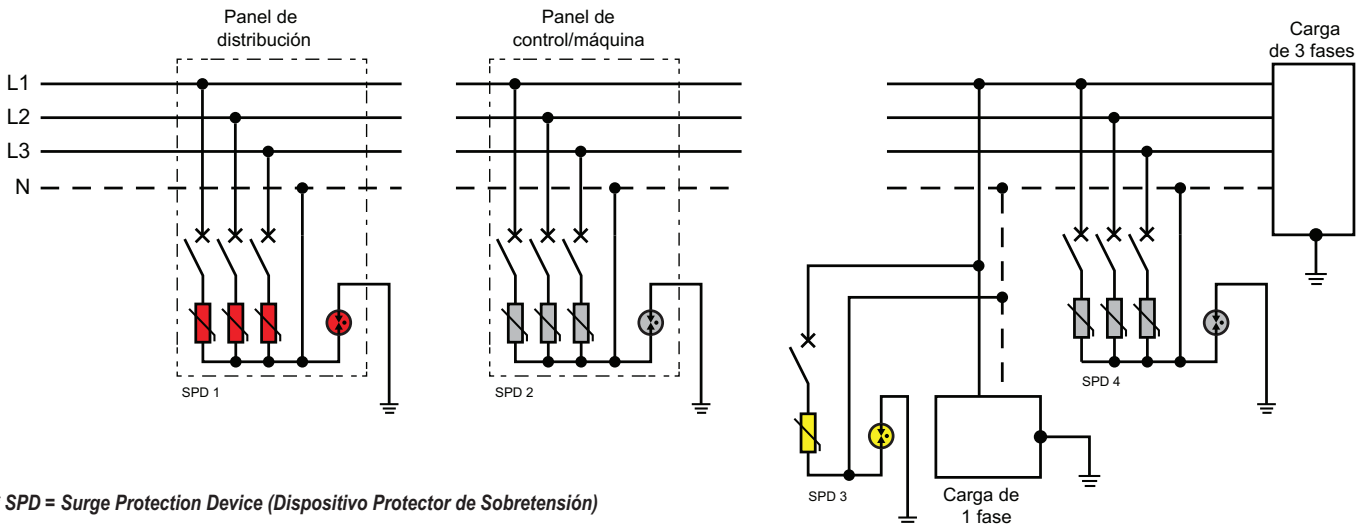 Panel de
distribución
Panel de
control/máquina
Carga
de 3 fases
L1
L2
L3
N
SPD 1
SPD 2
SPD 3
SPD 4
Carga de
1 fase
SPD = Surge Protection Device (Dispositivo Protector de Sobretensión)